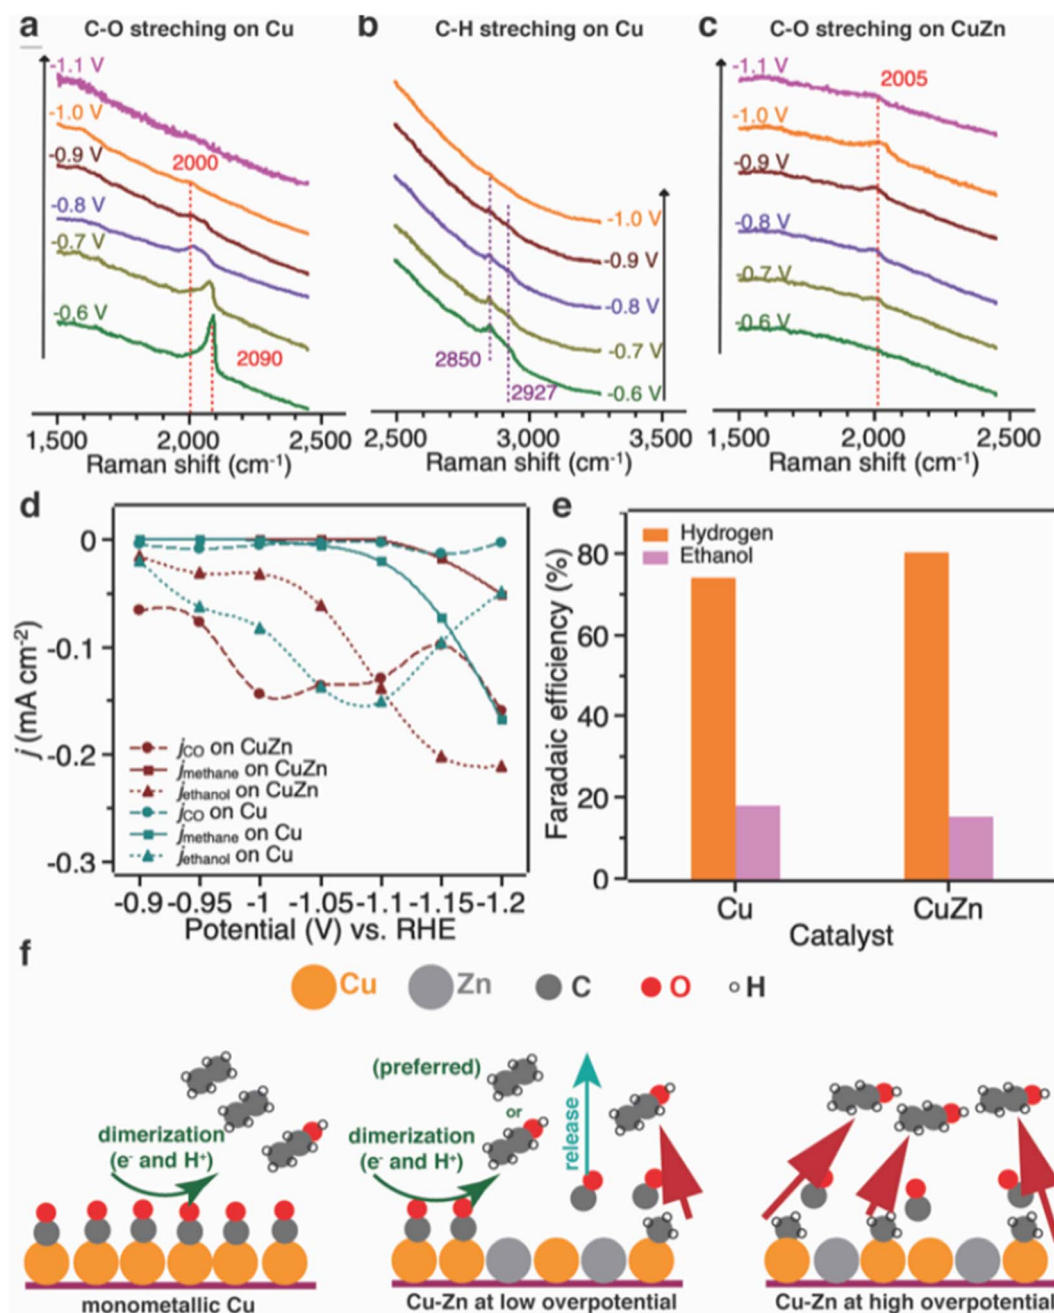 a C-O streching on Cu
-1.1 V
-1.0 V
-0.9 V
2000
-0.8 V
-0.7 V
-0.6 V
2090
1,500 2,000 2,500
Raman shift (cm⁻¹)
b C-H streching on Cu
-1.0 V
-0.9 V
-0.8 V
-0.7 V
2850
2927
-0.6 V
2,500 3,000 3,500
Raman shift (cm⁻¹)
c C-O streching on CuZn
-1.1 V
2005
-1.0 V
-0.9 V
-0.8 V
-0.7 V
-0.6 V
1,500 2,000 2,500
Raman shift (cm⁻¹)
d
0
-0.1
-0.2
-0.3
j (mA cm⁻²)
jCO on CuZn
jmethane on CuZn
jethanol on CuZn
jCO on Cu
jmethane on Cu
jethanol on Cu
-0.9 -0.95 -1 -1.05 -1.1 -1.15 -1.2
Potential (V) vs. RHE
e
Hydrogen
Ethanol
80
60
40
20
0
Faradaic efficiency (%)
Cu CuZn
Catalyst
f
Cu Zn C O H
dimerization
(e⁻ and H⁺)
monometallic Cu
(preferred)
or
dimerization
(e⁻ and H⁺)
release
Cu-Zn at low overpotential
Cu-Zn at high overpotential